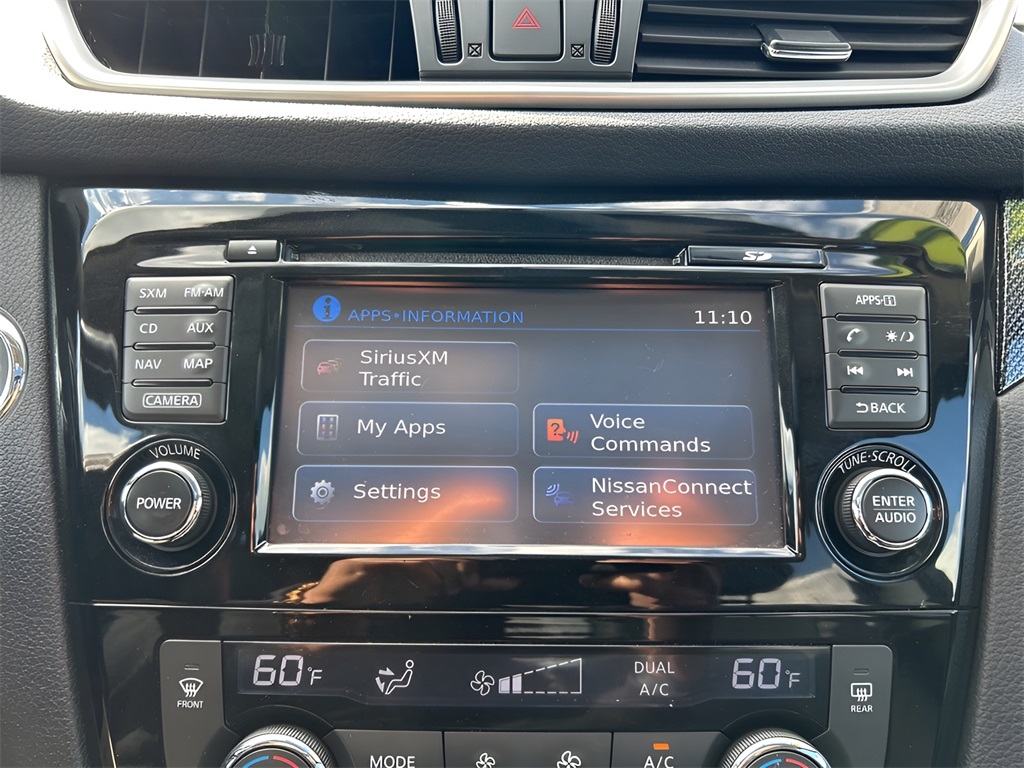 SD
SXM FM·AM
CD AUX
NAV MAP
CAMERA
VOLUME
POWER
APPS•INFORMATION 11:10
SiriusXM
Traffic
My Apps
Voice
Commands
Settings
NissanConnect
Services
APPS·i
BACK
TUNE·SCROLL
ENTER
AUDIO
60°F
DUAL
A/C
60°F
FRONT
REAR
MODE
A/C